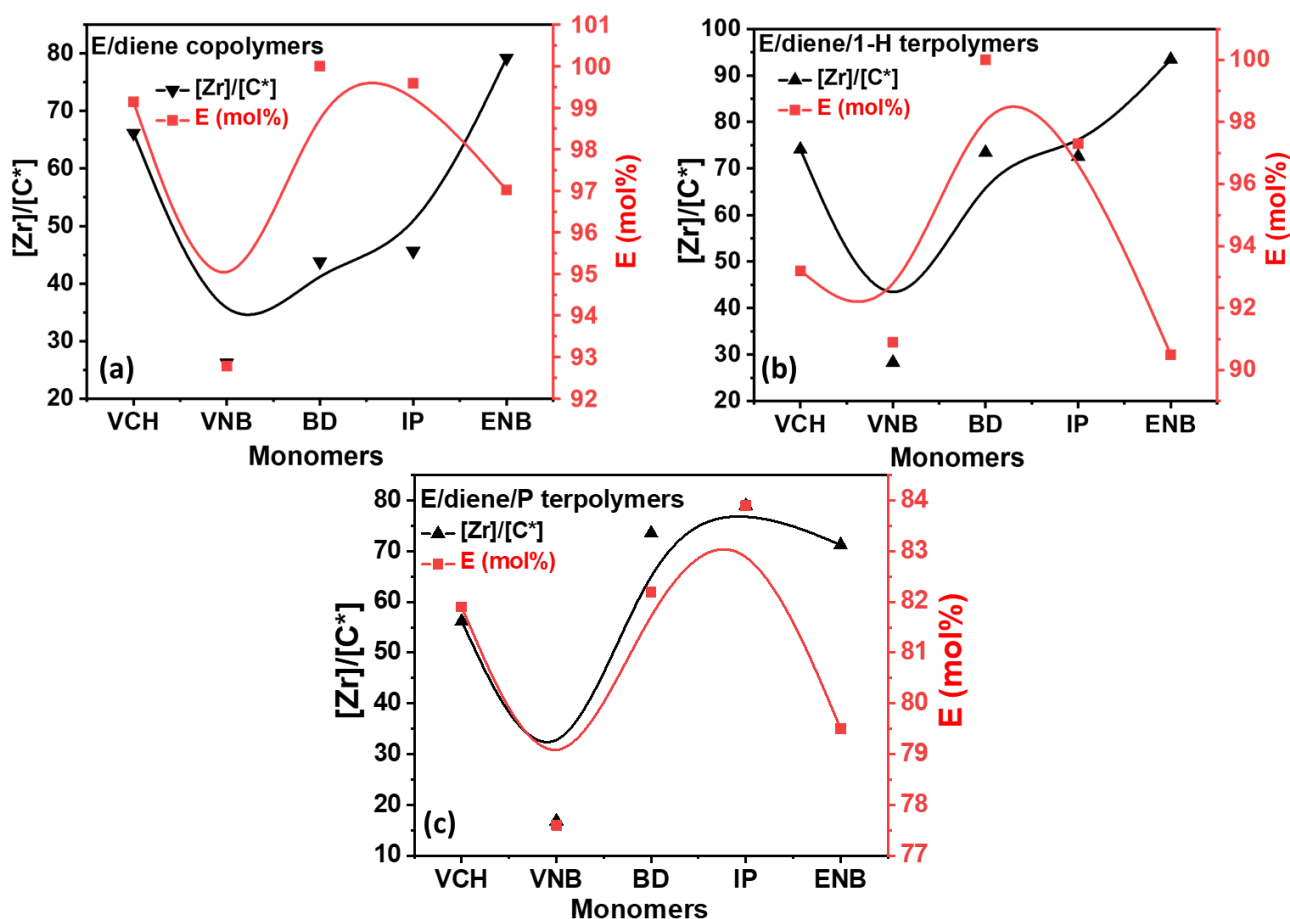 E/diene copolymers
[Zr]/[C*]
E (mol%)
(a)
80
70
60
50
40
30
20
[Zr]/[C*]
100
99
98
97
96
95
94
93
92
E (mol%)
VCH VNB BD IP ENB
Monomers
E/diene/1-H terpolymers
[Zr]/[C*]
E (mol%)
(b)
100
90
80
70
60
50
40
30
20
[Zr]/[C*]
100
98
96
94
92
90
E (mol%)
VCH VNB BD IP ENB
Monomers
E/diene/P terpolymers
[Zr]/[C*]
E (mol%)
(c)
80
70
60
50
40
30
20
10
[Zr]/[C*]
84
83
82
81
80
79
78
77
E (mol%)
VCH VNB BD IP ENB
Monomers